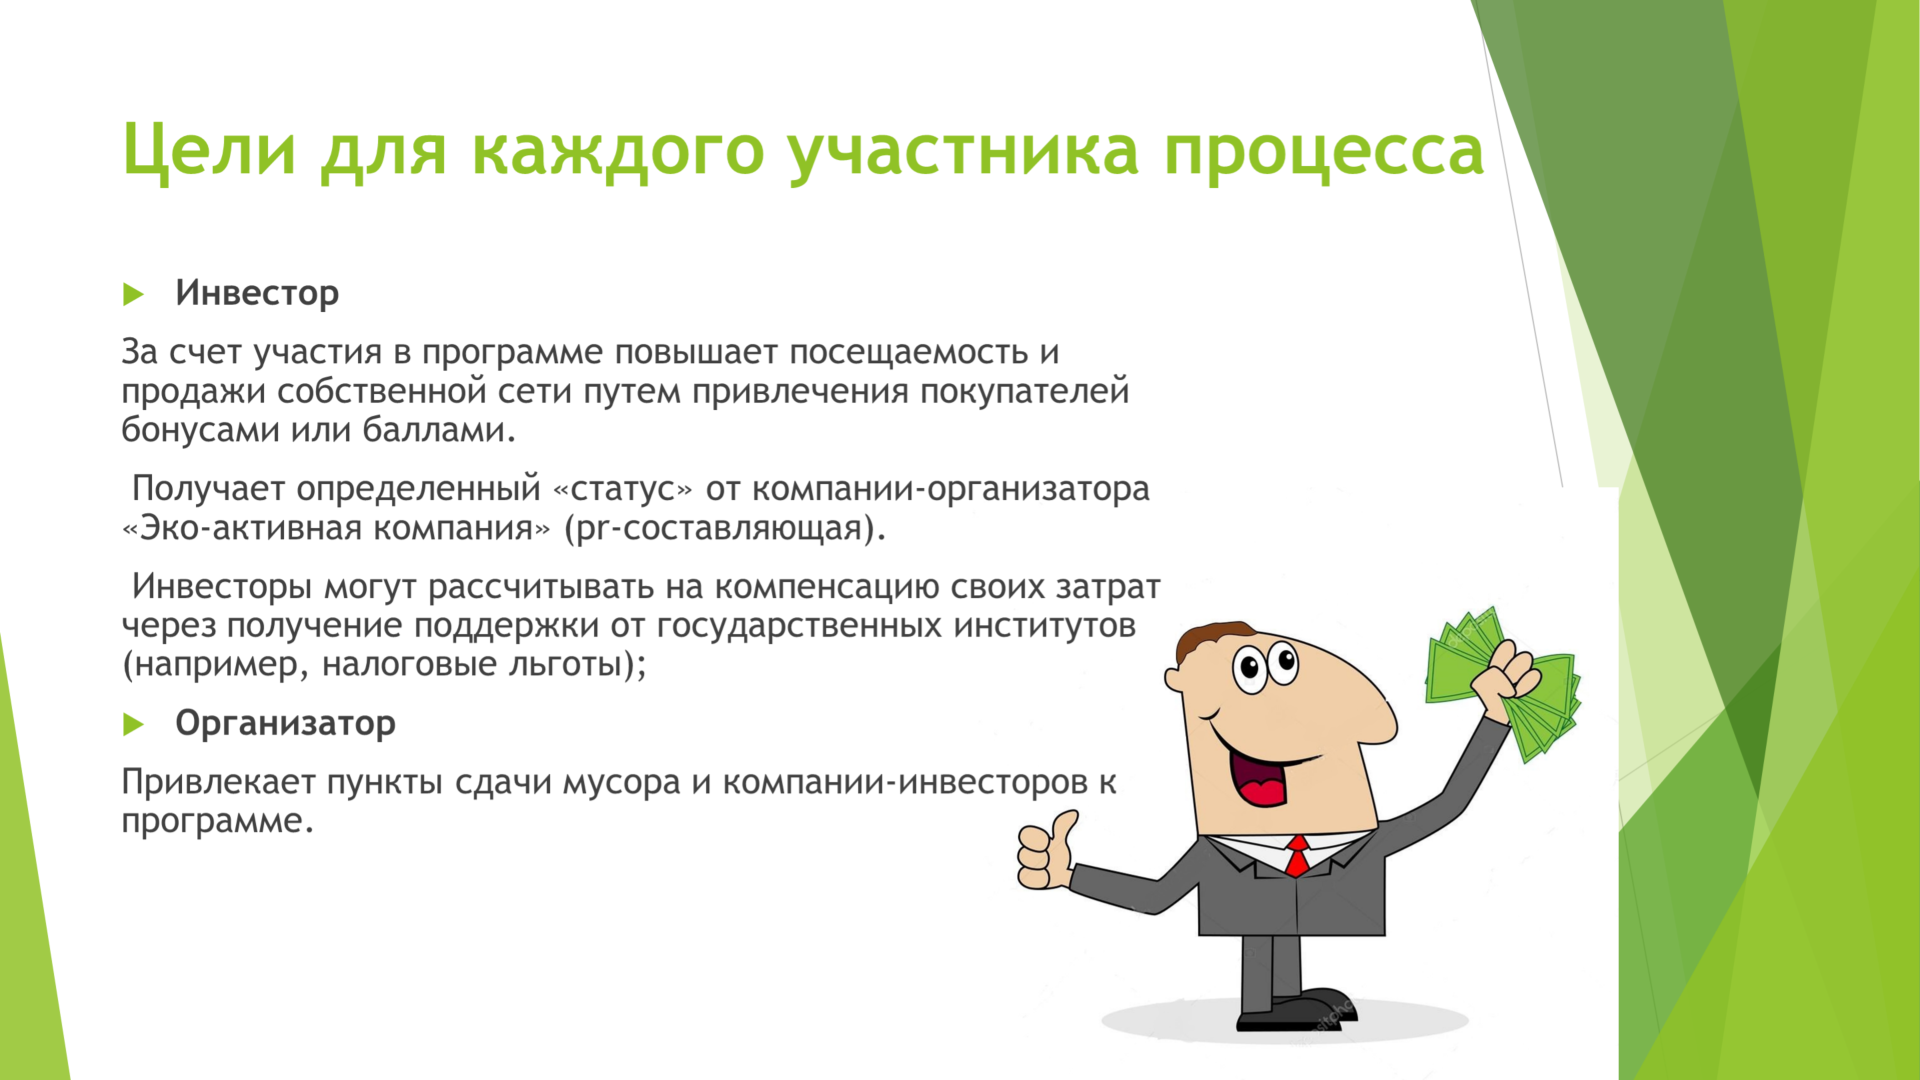 Цели для каждого участника процесса
Инвестор
За счет участия в программе повышает посещаемость и
продажи собственной сети путем привлечения покупателей
бонусами или баллами.
Получает определенный «статус» от компании-организатора
«Эко-активная компания» (pr-составляющая).
Инвесторы могут рассчитывать на компенсацию своих затрат
через получение поддержки от государственных институтов
(например, налоговые льготы);
Организатор
Привлекает пункты сдачи мусора и компании-инвесторов к
программе.